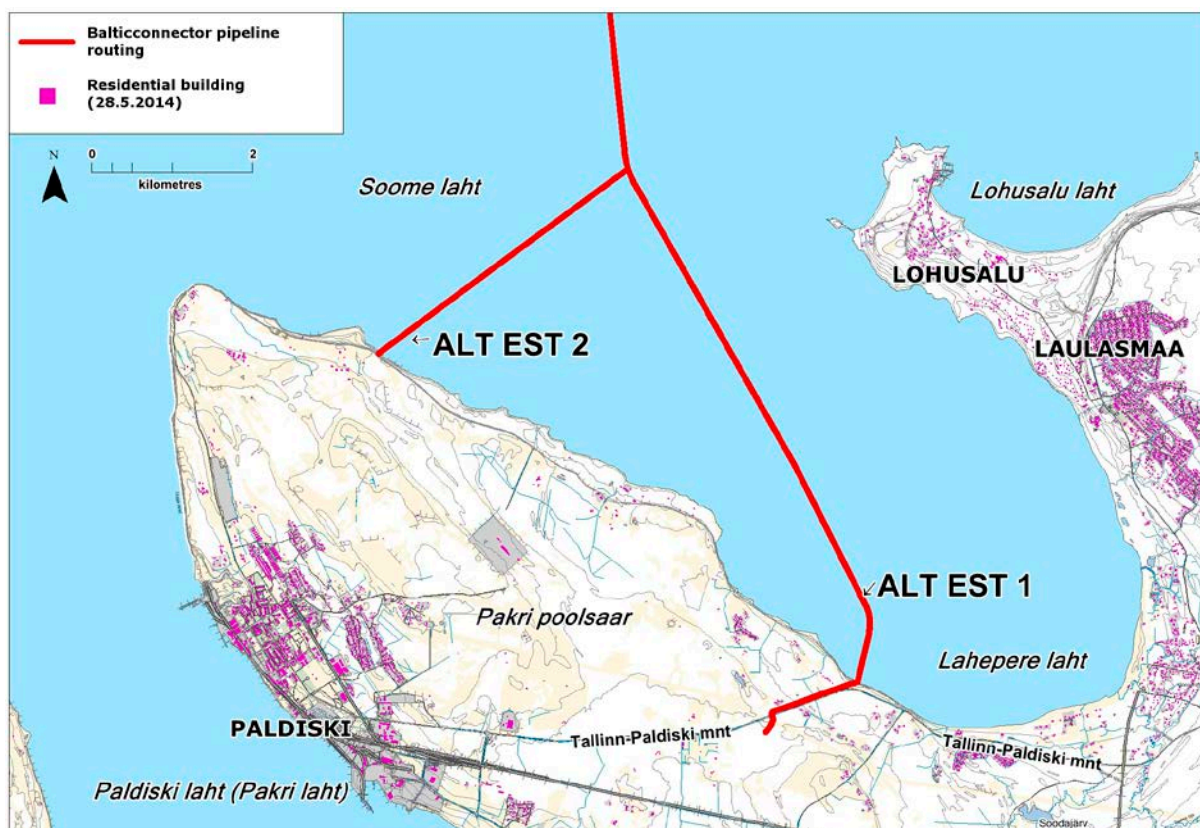 Balticconnector pipeline
routing
Residential building
(28.5.2014)
N
0 2
kilometres
Soome laht
Lohusalu laht
LOHUSALU
LAULASMAA
ALT EST 2
ALT EST 1
Pakri poolsaar
Lahepere laht
PALDISKI
Tallinn-Paldiski mnt
Tallinn-Paldiski mnt
Paldiski laht (Pakri laht)
Soodajärv